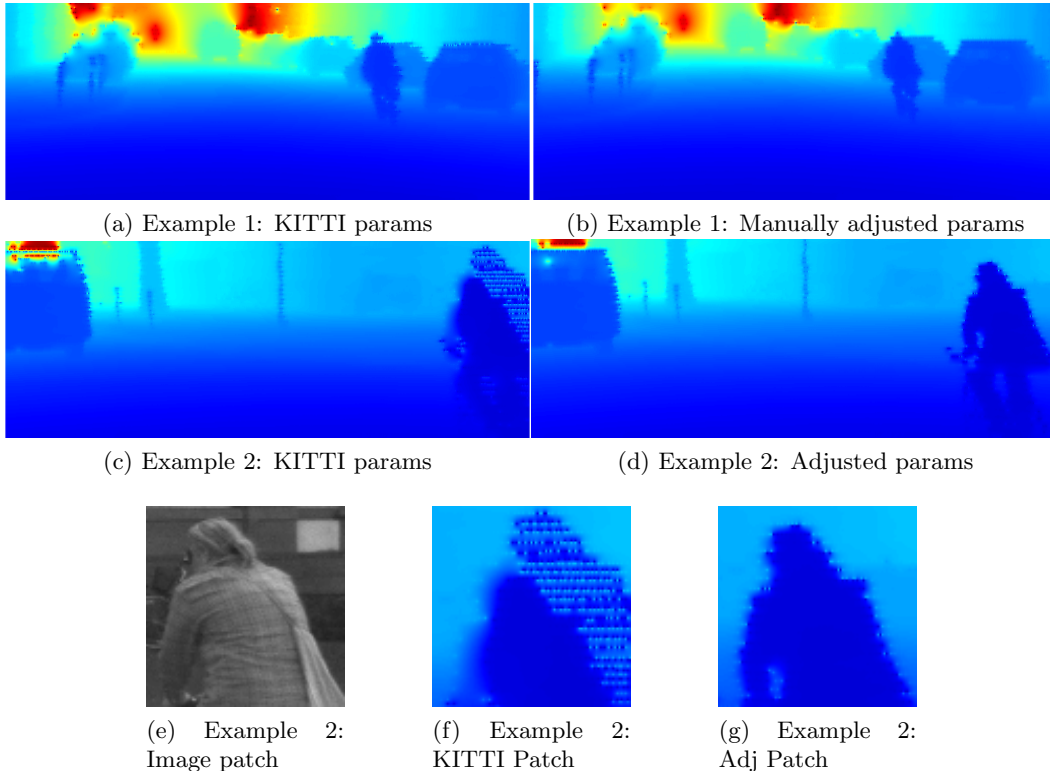 (a) Example 1: KITTI params
(b) Example 1: Manually adjusted params
(c) Example 2: KITTI params
(d) Example 2: Adjusted params
(e) Example 2:
Image patch
(f) Example 2:
KITTI Patch
(g) Example 2:
Adj Patch